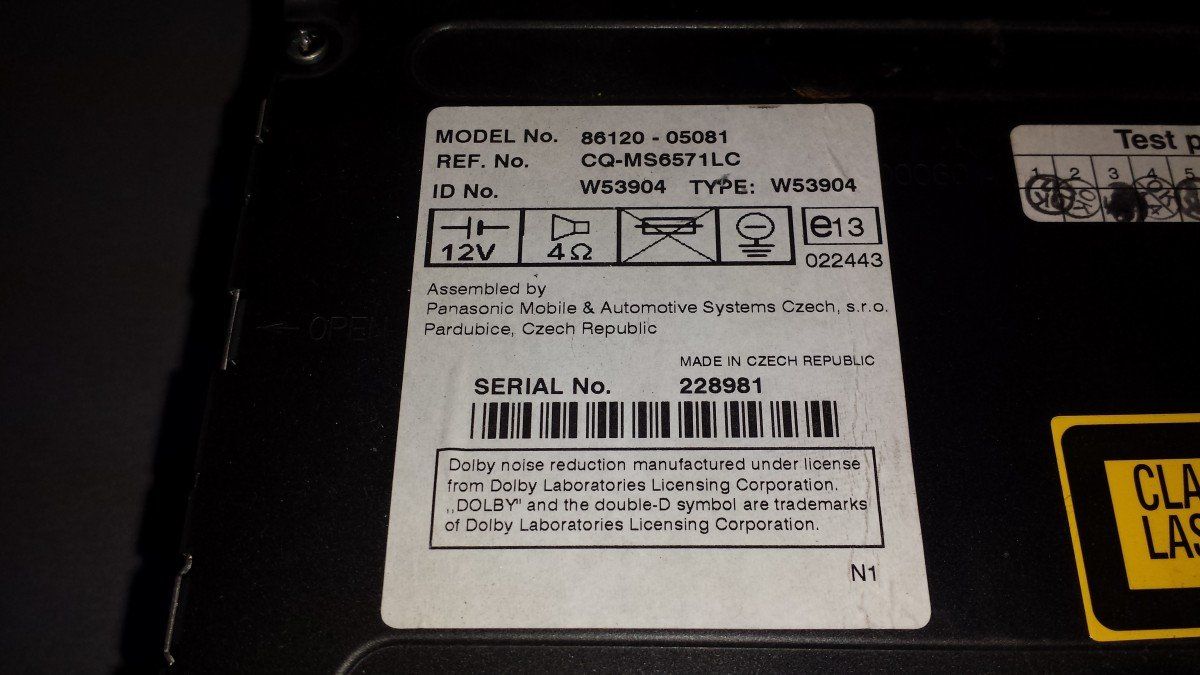 MODEL No. 86120 - 05081
REF. No. CQ-MS6571LC
ID No. W53904 TYPE: W53904
12V 4Ω e13
022443
Assembled by
Panasonic Mobile & Automotive Systems Czech, s.r.o.
Pardubice, Czech Republic
MADE IN CZECH REPUBLIC
SERIAL No. 228981
Dolby noise reduction manufactured under license
from Dolby Laboratories Licensing Corporation.
,,DOLBY" and the double-D symbol are trademarks
of Dolby Laboratories Licensing Corporation.
N1
OPEN
Test p
1 2 3 4 5
CLA
LAS